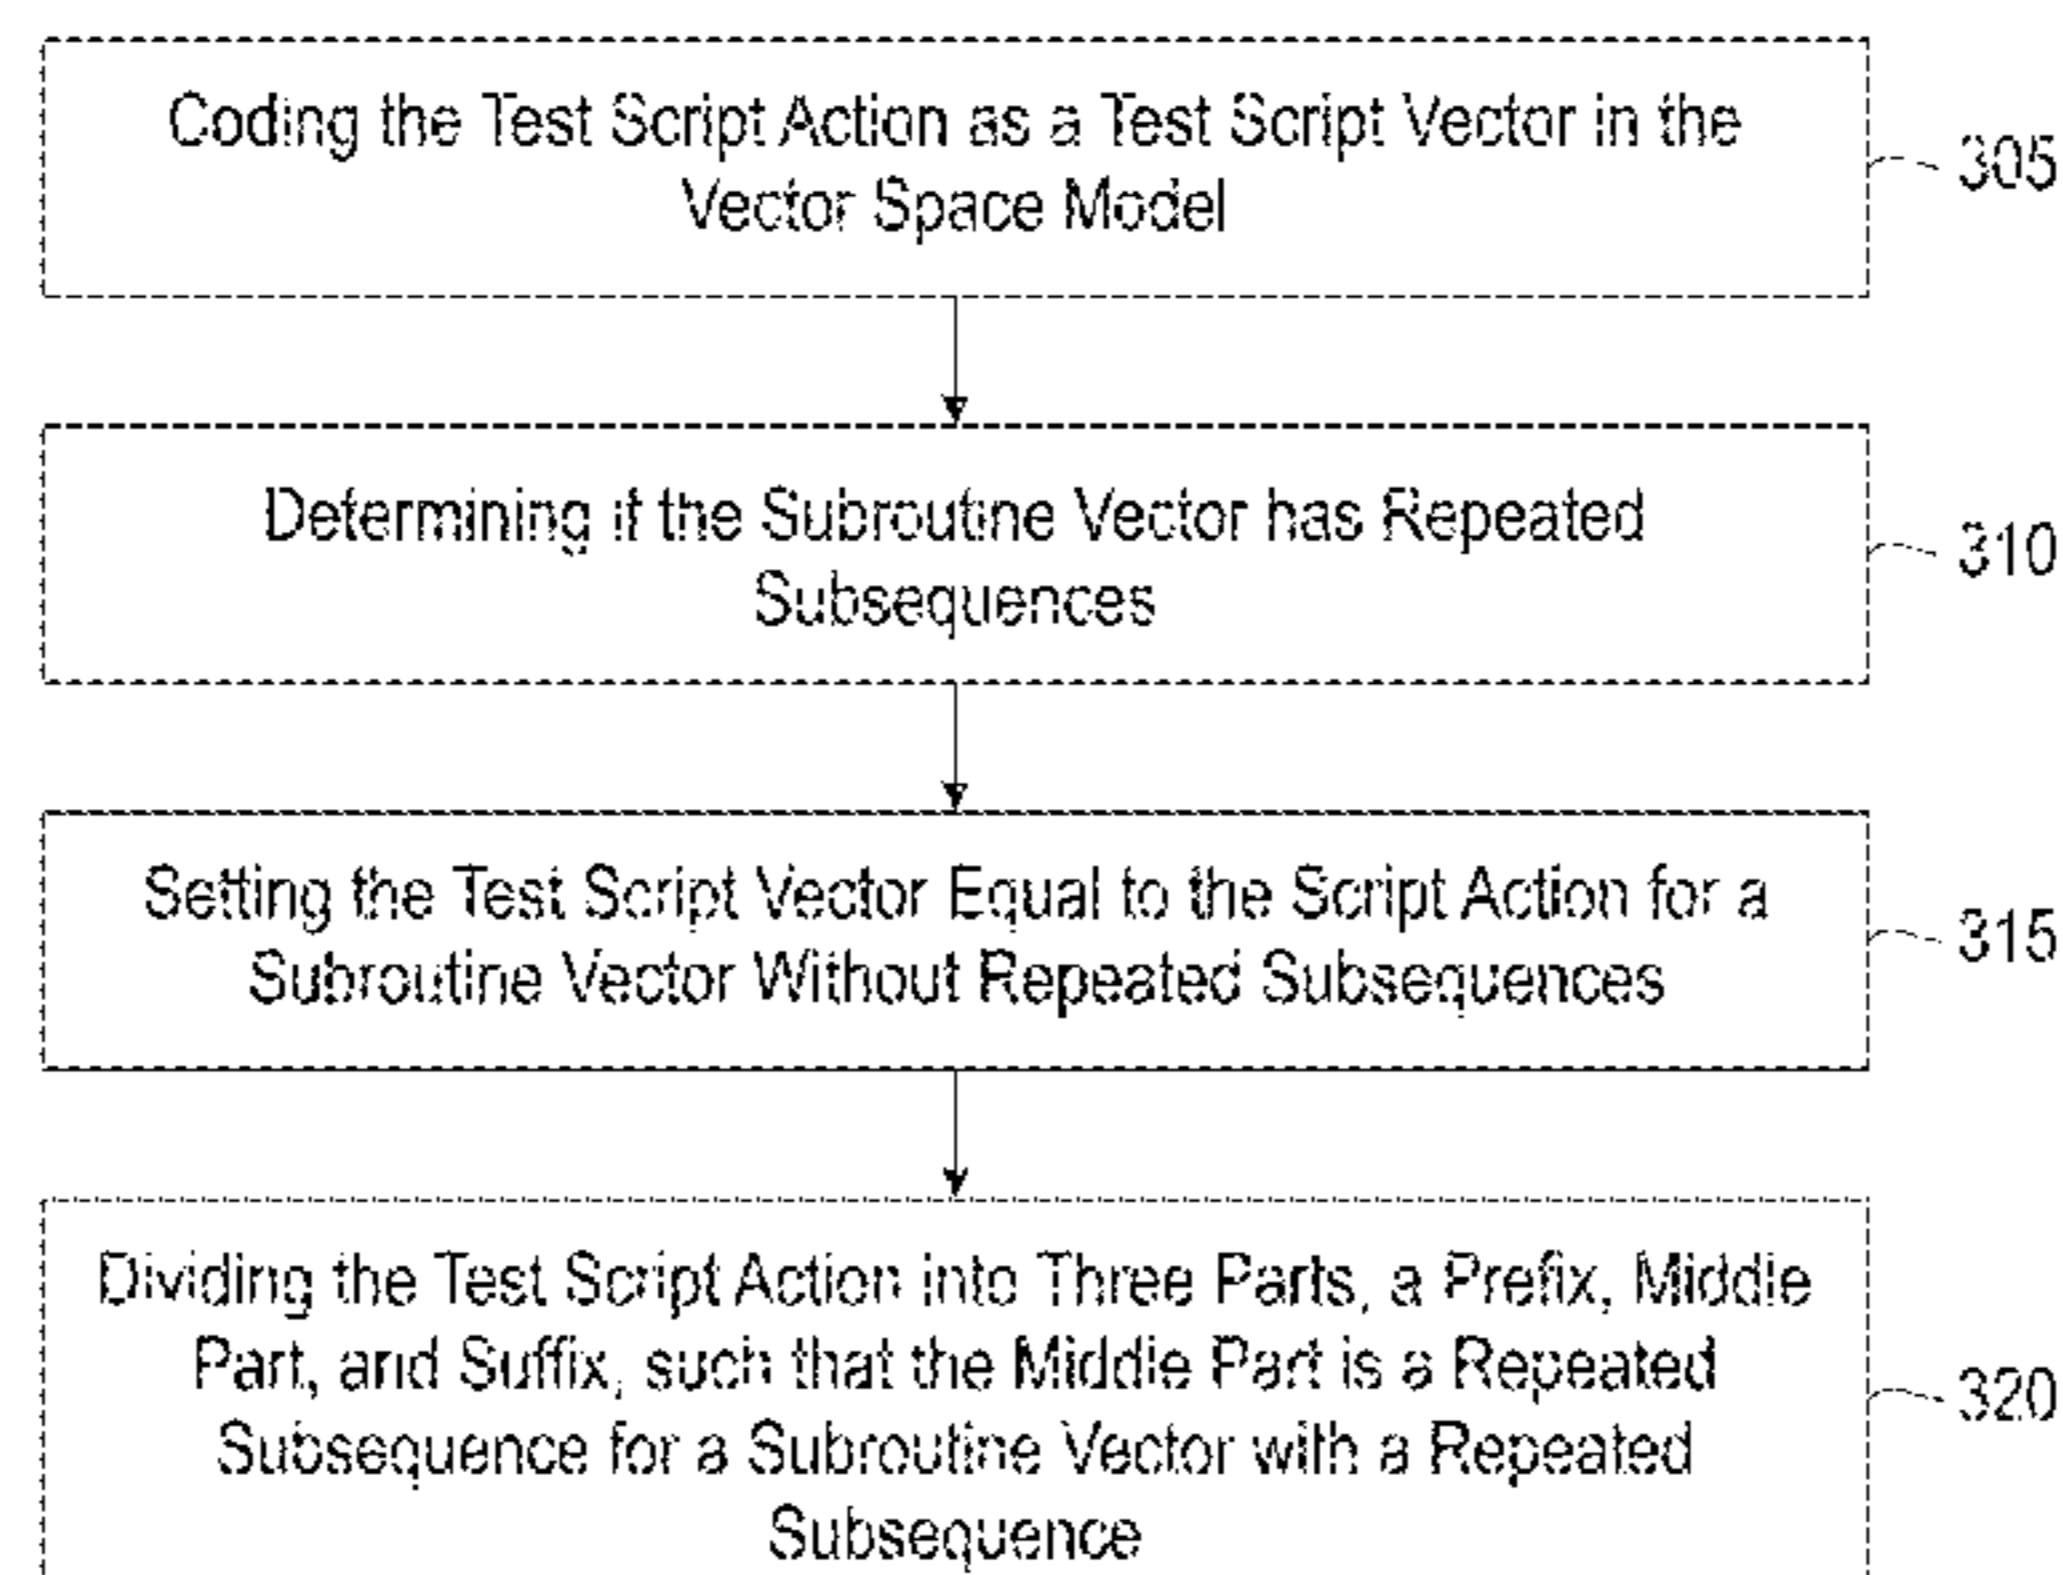 Coding the Test Script Action as a Test Script Vector in the
Vector Space Model
305
Determining if the Subroutine Vector has Repeated
Subsequences
310
Setting the Test Script Vector Equal to the Script Action for a
Subroutine Vector Without Repeated Subsequences
315
Dividing the Test Script Action into Three Parts, a Prefix, Middle
Part, and Suffix, such that the Middle Part is a Repeated
Subsequence for a Subroutine Vector with a Repeated
Subsequence
320